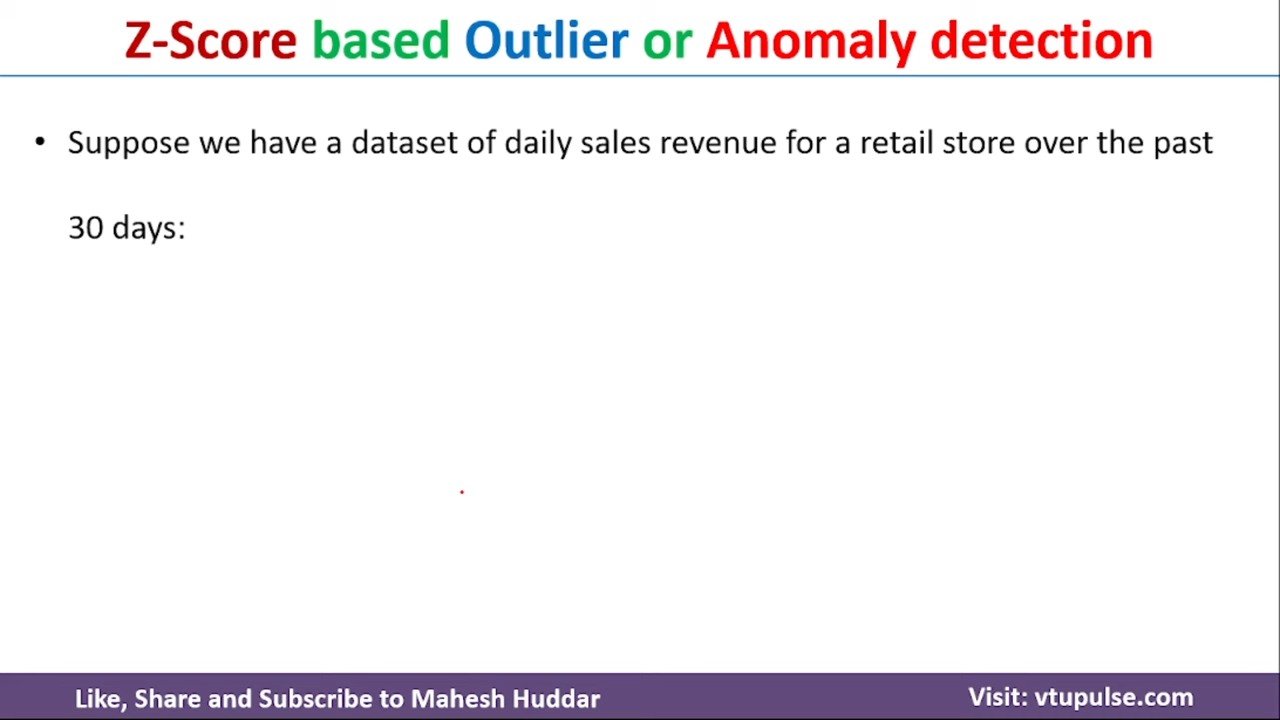 Z-Score based Outlier or Anomaly detection
• Suppose we have a dataset of daily sales revenue for a retail store over the past
30 days:
Like, Share and Subscribe to Mahesh Huddar
Visit: vtupulse.com